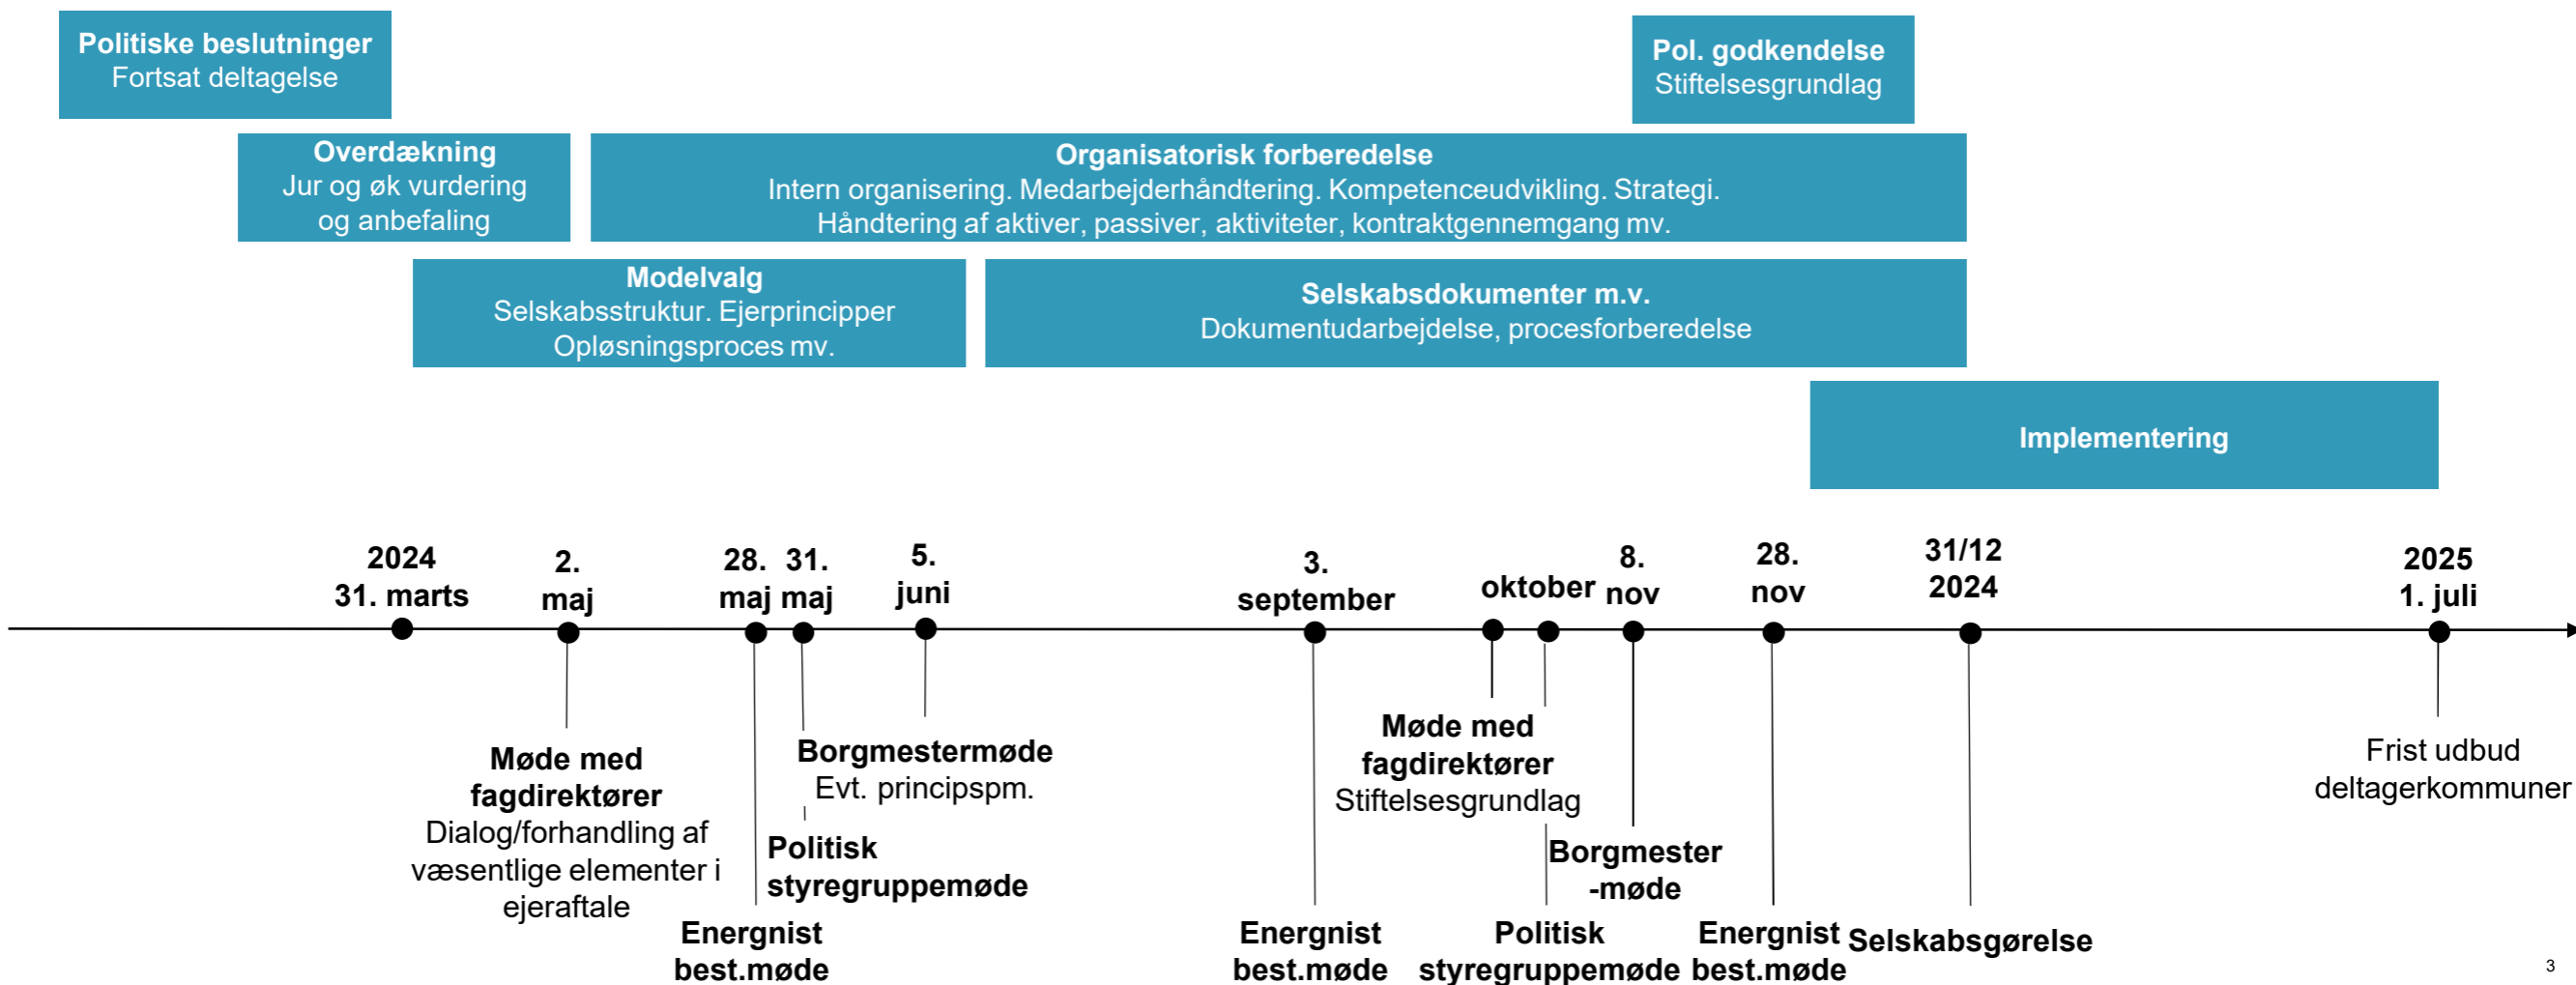 Politiske beslutninger
Fortsat deltagelse
Pol. godkendelse
Stiftelsesgrundlag
Overdækning
Jur og øk vurdering
og anbefaling
Organisatorisk forberedelse
Intern organisering. Medarbejderhåndtering. Kompetenceudvikling. Strategi.
Håndtering af aktiver, passiver, aktiviteter, kontraktgennemgang mv.
Modelvalg
Selskabsstruktur. Ejerprincipper
Opløsningsproces mv.
Selskabsdokumenter m.v.
Dokumentudarbejdelse, procesforberedelse
Implementering
2024
31. marts
2.
maj
28.
maj
31.
maj
5.
juni
3.
september
oktober
8.
nov
28.
nov
31/12
2024
2025
1. juli
Møde med
fagdirektører
Dialog/forhandling af
væsentlige elementer i
ejeraftale
Energnist
best.møde
Politisk
styregruppemøde
Borgmestermøde
Evt. principspm.
Energnist
best.møde
Møde med
fagdirektører
Stiftelsesgrundlag
Politisk
styregruppemøde
Borgmester
-møde
Energnist
best.møde
Selskabsgørelse
Frist udbud
deltagerkommuner
3